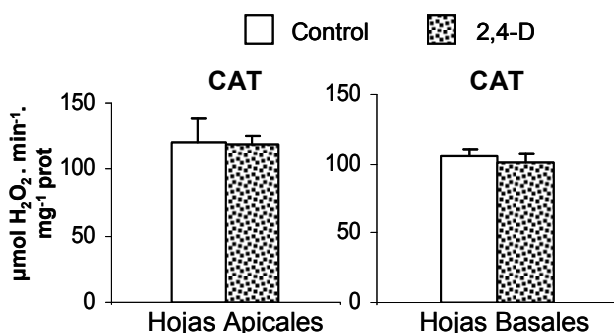 Control 2,4-D
CAT
µmol H₂O₂ . min⁻¹.
mg⁻¹ prot
150
100
50
0
Hojas Apicales
CAT
150
100
50
0
Hojas Basales